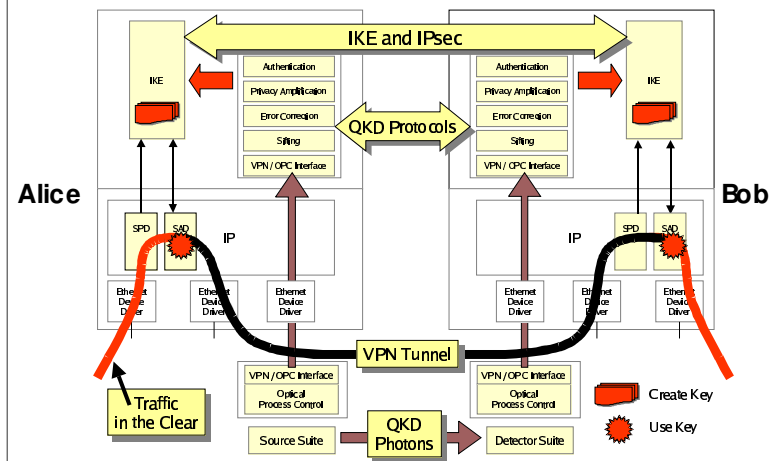 IKE and IPsec
IKE
Authentication
Privacy Amplification
Error Correction
Sifting
VPN / OPC Interface
QKD Protocols
Authentication
Privacy Amplification
Error Correction
Sifting
VPN / OPC Interface
IKE
Alice
Bob
SPD
SAD
IP
IP
SPD
SAD
Ethernet
Device
Driver
Ethernet
Device
Driver
Ethernet
Device
Driver
Ethernet
Device
Driver
Ethernet
Device
Driver
Ethernet
Device
Driver
VPN Tunnel
Traffic
in the Clear
VPN / OPC Interface
Optical
Process Control
VPN / OPC Interface
Optical
Process Control
Source Suite
QKD
Photons
Detector Suite
Create Key
Use Key